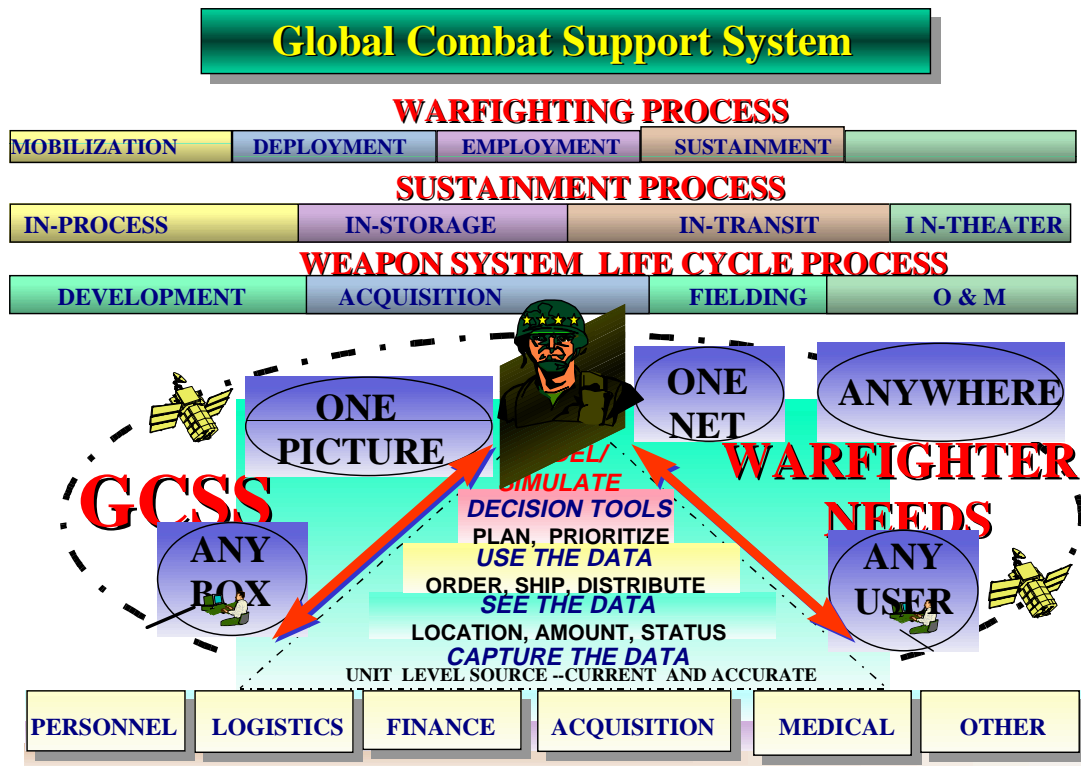 Global Combat Support System
WARFIGHTING PROCESS
MOBILIZATION DEPLOYMENT EMPLOYMENT SUSTAINMENT
SUSTAINMENT PROCESS
IN-PROCESS IN-STORAGE IN-TRANSIT I N-THEATER
WEAPON SYSTEM LIFE CYCLE PROCESS
DEVELOPMENT ACQUISITION FIELDING O & M
ONE
PICTURE
ONE
NET
ANYWHERE
GCSS
WARFIGHTER
NEEDS
ANY
BOX
ANY
USER
SIMULATE
DECISION TOOLS
PLAN, PRIORITIZE
USE THE DATA
ORDER, SHIP, DISTRIBUTE
SEE THE DATA
LOCATION, AMOUNT, STATUS
CAPTURE THE DATA
UNIT LEVEL SOURCE --CURRENT AND ACCURATE
PERSONNEL LOGISTICS FINANCE ACQUISITION MEDICAL OTHER